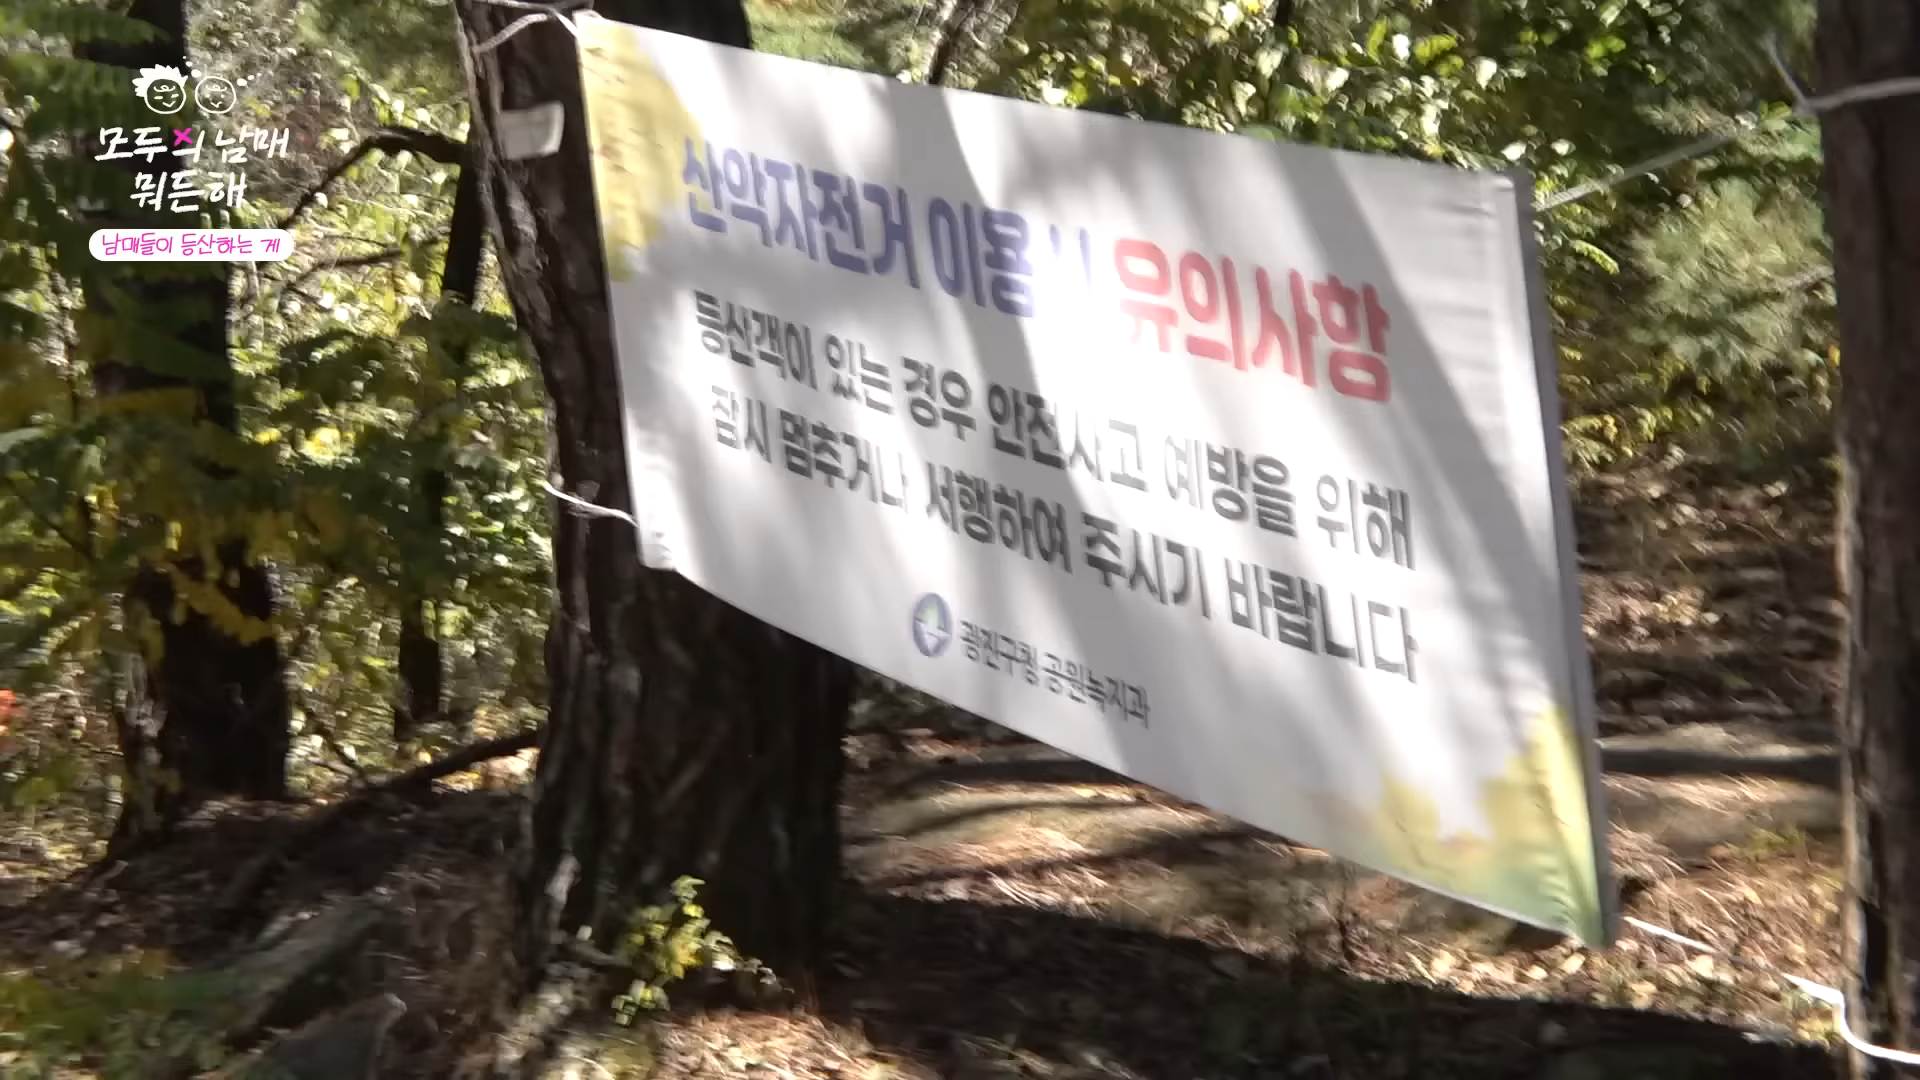 모두의 남매
뭐든해
남매들이 등산하는 게
산악자전거 이용 시 유의사항
등산객이 있는 경우 안전사고 예방을 위해
잠시 멈추거나 서행하여 주시기 바랍니다
광진구청 공원녹지과